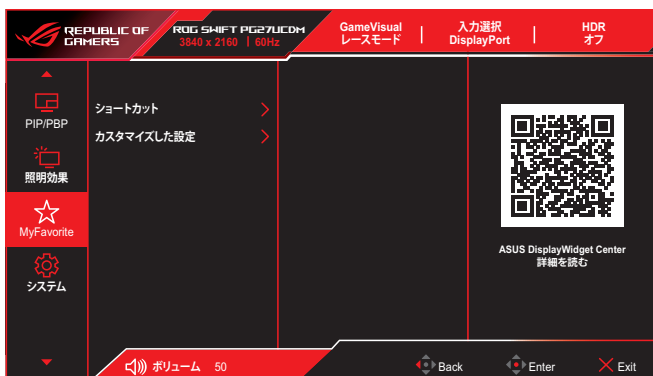 REPUBLIC OF
GAMERS
ROG SWIFT PG27UCDM
3840 x 2160 | 60Hz
GameVisual
レースモード
入力選択
DisplayPort
HDR
オフ
PIP/PBP
照明効果
MyFavorite
システム
ショートカット
カスタマイズした設定
ASUS DisplayWidget Center
詳細を読む
ボリューム 50
Back
Enter
Exit